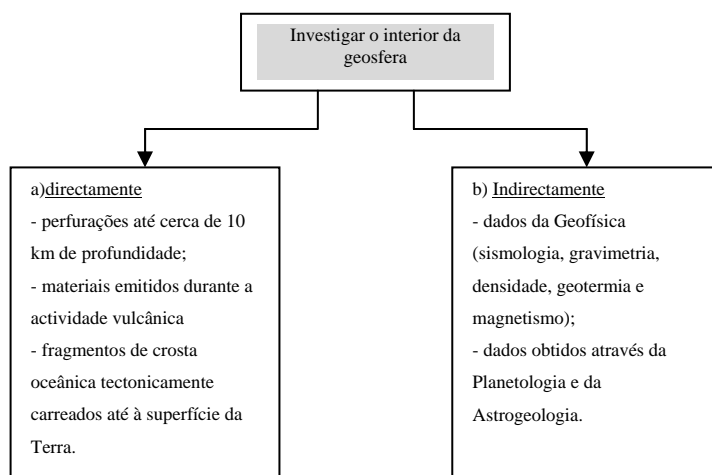 Investigar o interior da
geosfera
a)directamente
- perfurações até cerca de 10
km de profundidade;
- materiais emitidos durante a
actividade vulcânica
- fragmentos de crosta
oceânica tectonicamente
carreados até à superfície da
Terra.
b) Indirectamente
- dados da Geofísica
(sismologia, gravimetria,
densidade, geotermia e
magnetismo);
- dados obtidos através da
Planetologia e da
Astrogeologia.